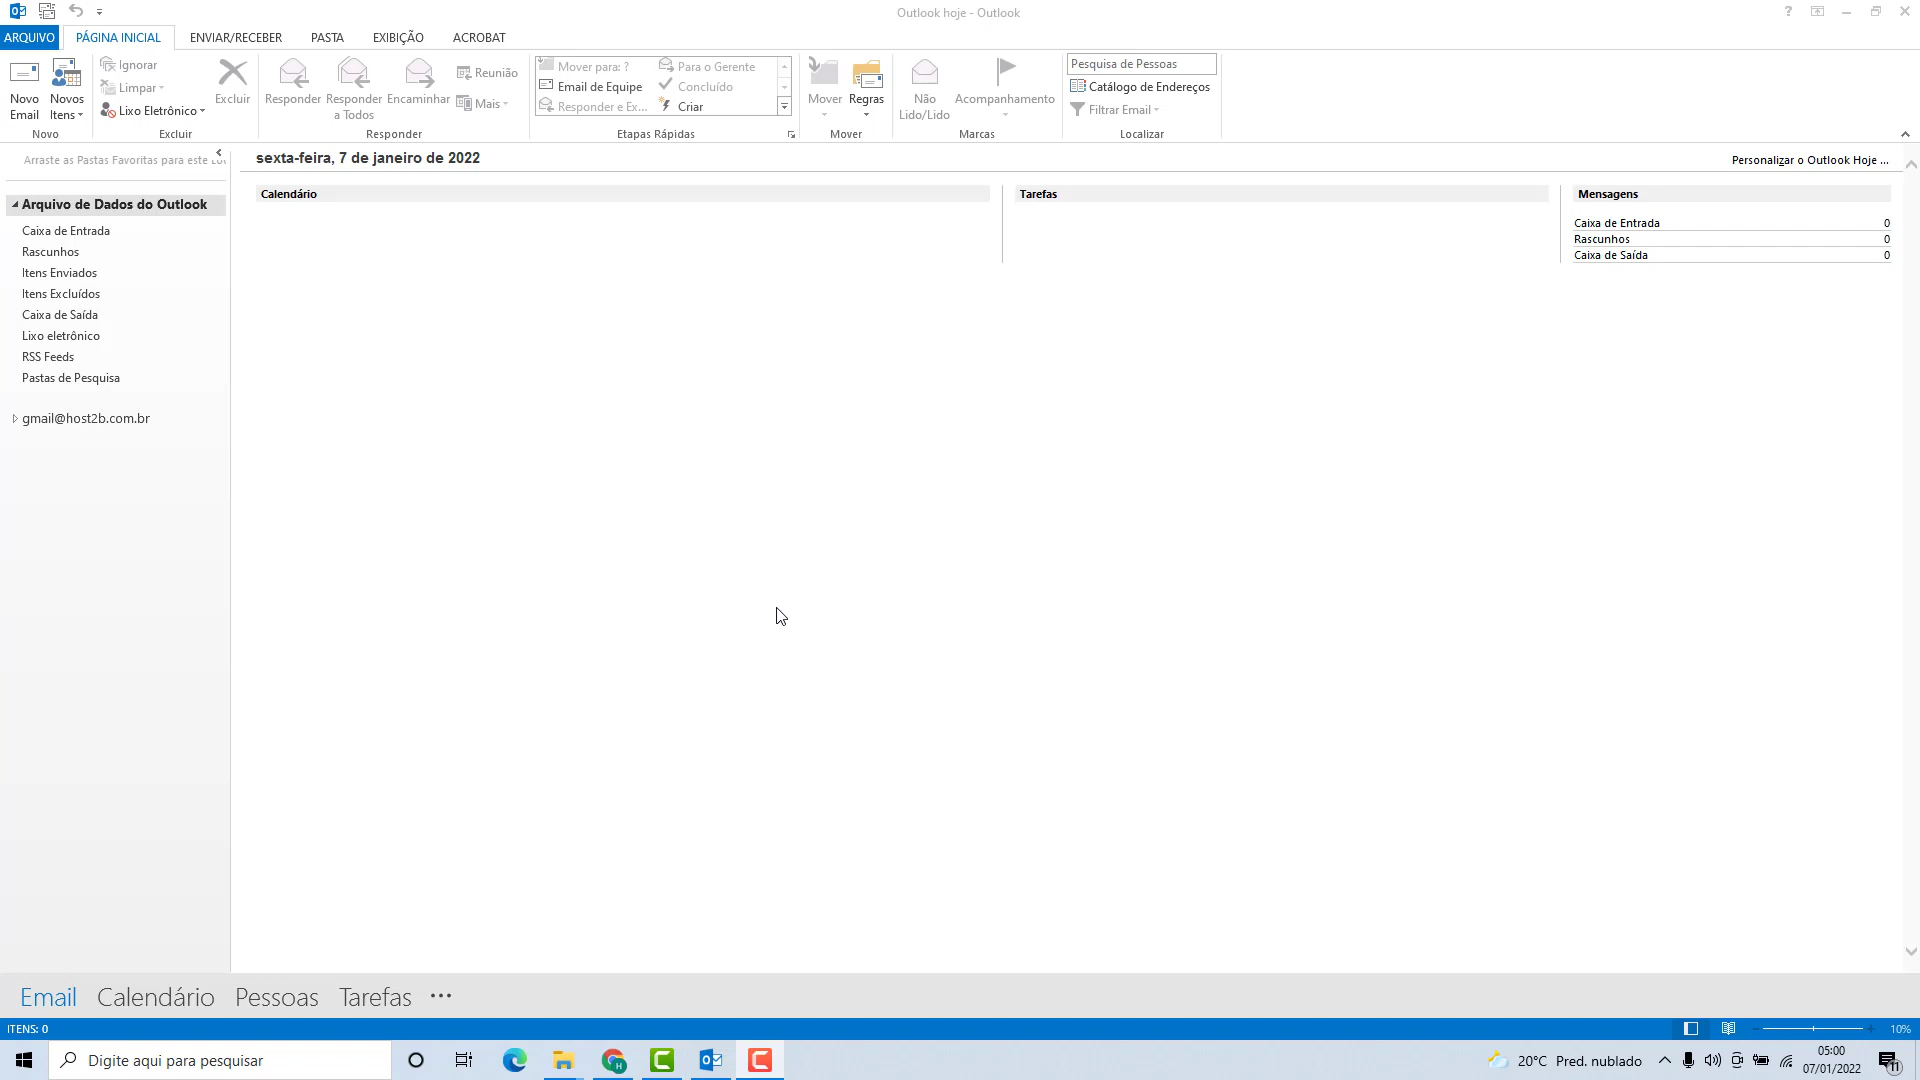 Outlook hoje - Outlook
ARQUIVO PÁGINA INICIAL ENVIAR/RECEBER PASTA EXIBIÇÃO ACROBAT
Novo Email
Novos Itens
Novo
Ignorar
Limpar
Lixo Eletrônico
Excluir
Excluir
Responder
Responder a Todos
Encaminhar
Reunião
Mais
Responder
Mover para: ?
Email de Equipe
Responder e Ex...
Para o Gerente
Concluído
Criar
Etapas Rápidas
Mover
Regras
Mover
Não Lido/Lido
Acompanhamento
Marcas
Pesquisa de Pessoas
Catálogo de Endereços
Filtrar Email
Localizar
Arraste as Pastas Favoritas para este
Arquivo de Dados do Outlook
Caixa de Entrada
Rascunhos
Itens Enviados
Itens Excluídos
Caixa de Saída
Lixo eletrônico
RSS Feeds
Pastas de Pesquisa
gmail@host2b.com.br
sexta-feira, 7 de janeiro de 2022
Personalizar o Outlook Hoje ...
Calendário
Tarefas
Mensagens
Caixa de Entrada 0
Rascunhos 0
Caixa de Saída 0
Email Calendário Pessoas Tarefas ...
ITENS: 0
10%
Digite aqui para pesquisar
20°C Pred. nublado
05:00
07/01/2022
11